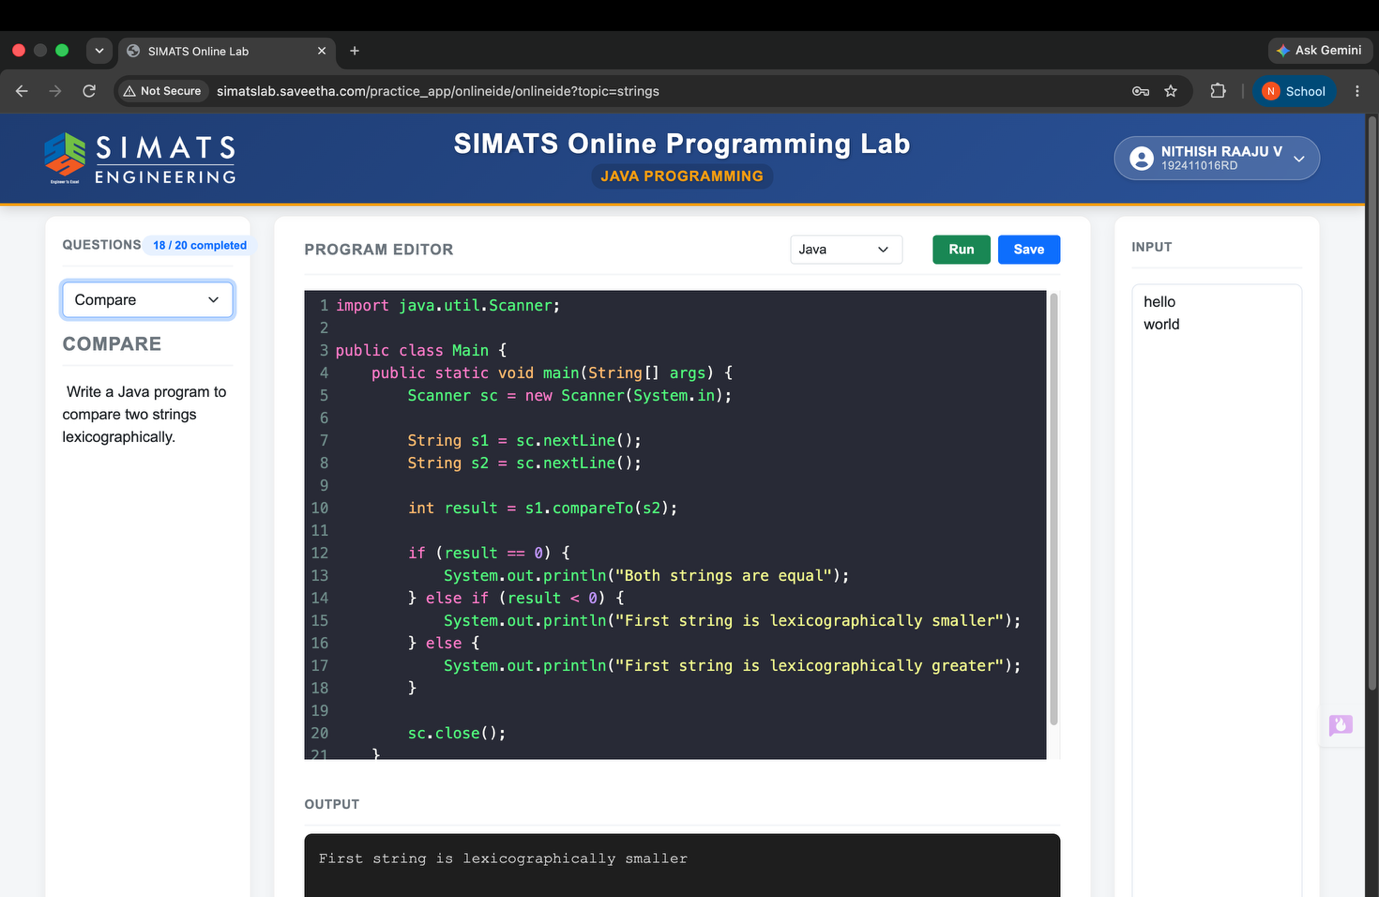 SIMATS Online Lab
Ask Gemini
Not Secure
simatslab.saveetha.com/practice_app/onlineide/onlineide?topic=strings
N School
SIMATS
ENGINEERING
SIMATS Online Programming Lab
JAVA PROGRAMMING
NITHISH RAAJU V
192411016RD
QUESTIONS 18 / 20 completed
Compare
COMPARE
Write a Java program to
compare two strings
lexicographically.
PROGRAM EDITOR
Java
Run
Save
1 import java.util.Scanner;
2
3 public class Main {
4     public static void main(String[] args) {
5         Scanner sc = new Scanner(System.in);
6
7         String s1 = sc.nextLine();
8         String s2 = sc.nextLine();
9
10         int result = s1.compareTo(s2);
11
12         if (result == 0) {
13             System.out.println("Both strings are equal");
14         } else if (result < 0) {
15             System.out.println("First string is lexicographically smaller");
16         } else {
17             System.out.println("First string is lexicographically greater");
18         }
19
20         sc.close();
21     }
OUTPUT
First string is lexicographically smaller
INPUT
hello
world